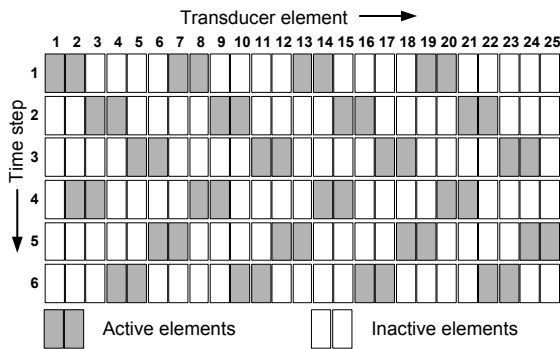 Transducer element
1 2 3 4 5 6 7 8 9 10 11 12 13 14 15 16 17 18 19 20 21 22 23 24 25
Time step
1
2
3
4
5
6
Active elements
Inactive elements